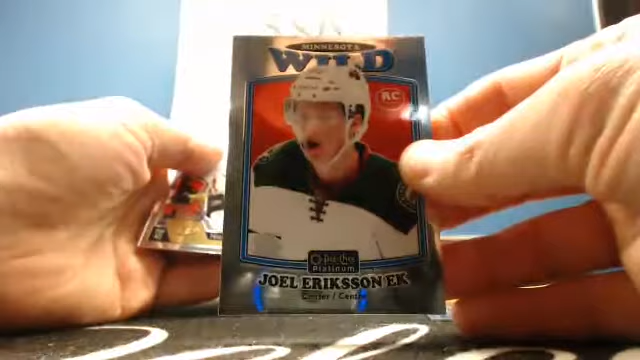 MINNESOTA
WILD
RC
O-Pee-Chee
Platinum
JOEL ERIKSSON EK
Center / Centre